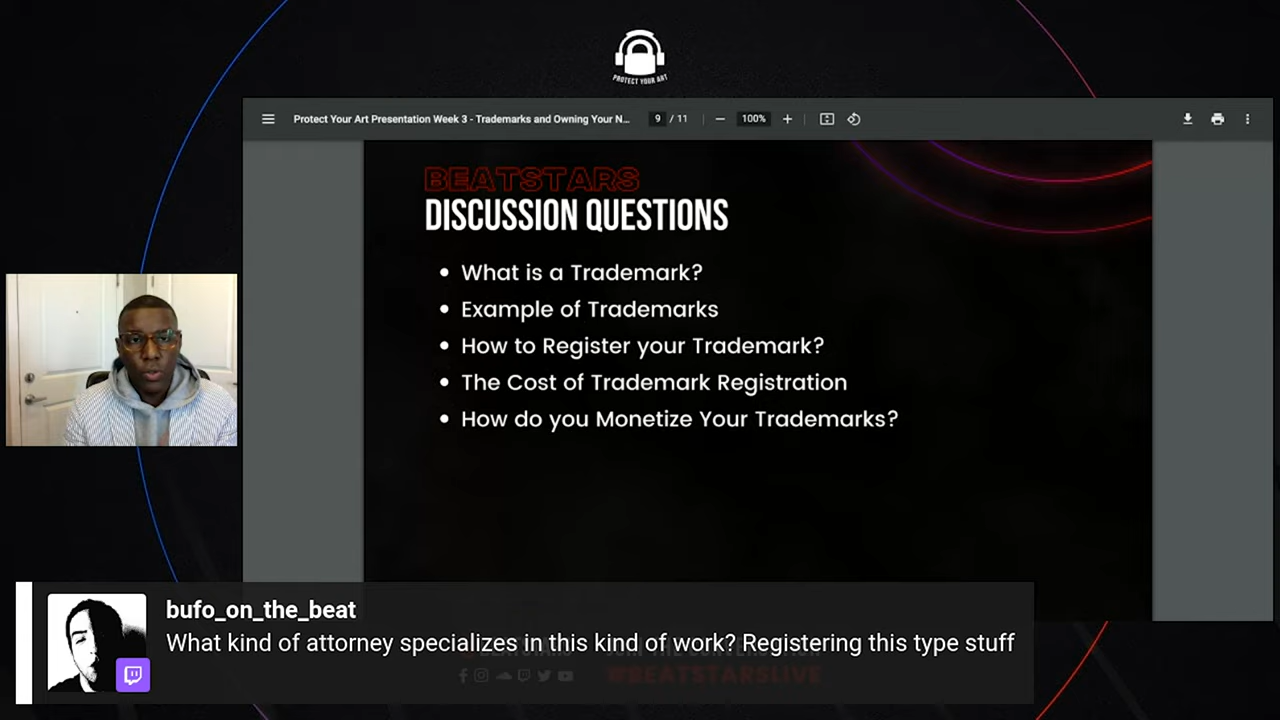 PROTECT YOUR ART
Protect Your Art Presentation Week 3 - Trademarks and Owning Your N... 9 / 11 100%
BEATSTARS
DISCUSSION QUESTIONS
• What is a Trademark?
• Example of Trademarks
• How to Register your Trademark?
• The Cost of Trademark Registration
• How do you Monetize Your Trademarks?
bufo_on_the_beat
What kind of attorney specializes in this kind of work? Registering this type stuff
#BEATSTARSLIVE